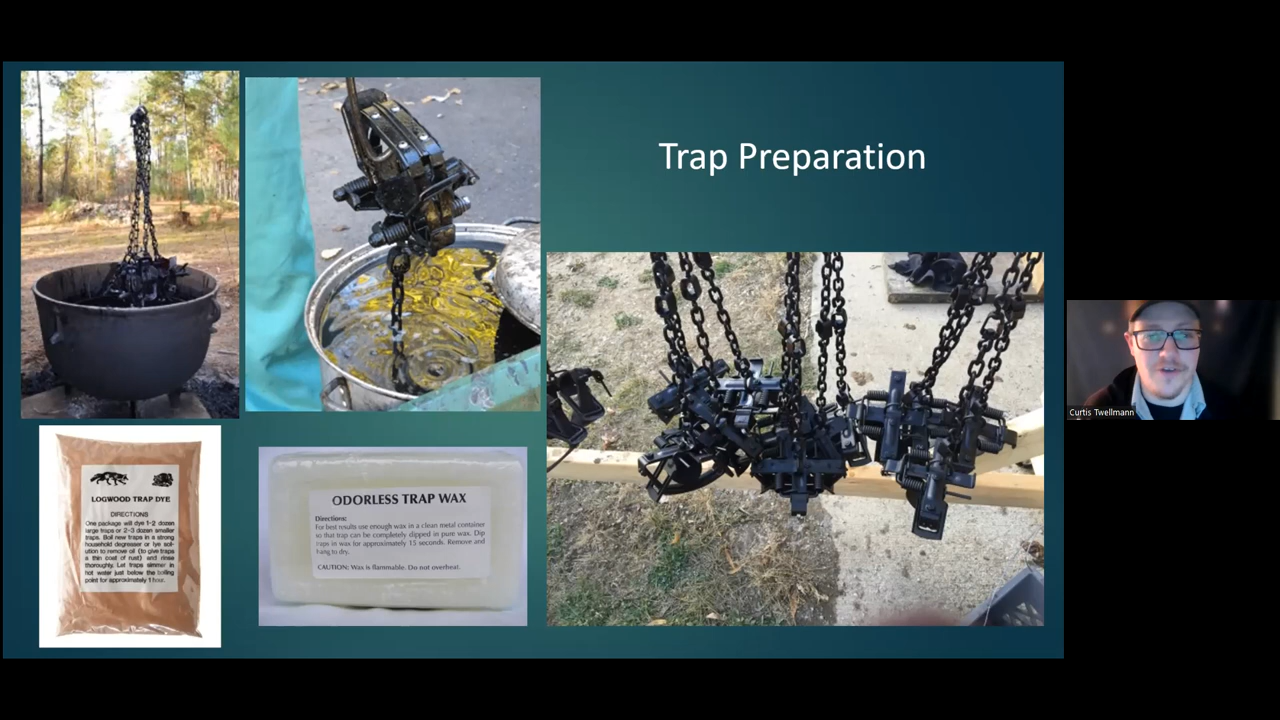 Trap Preparation
LOGWOOD TRAP DYE
DIRECTIONS
One package will dye 1-2 dozen
large traps or 2-3 dozen smaller
traps. Boil new traps in a strong
household degresser or lye sol-
ution to remove oil (to give traps
a thin coat of rust) and rinse
thoroughly. Let traps simmer in
hot water just below the boiling
point for approximately 1 hour.
ODORLESS TRAP WAX
Directions:
For best results use enough wax in a clean metal container
so that trap can be completely dipped in pure wax. Dip
traps in wax for approximately 15 seconds. Remove and
hang to dry.
CAUTION: Wax is flammable. Do not overheat.
Curtis Twellmann